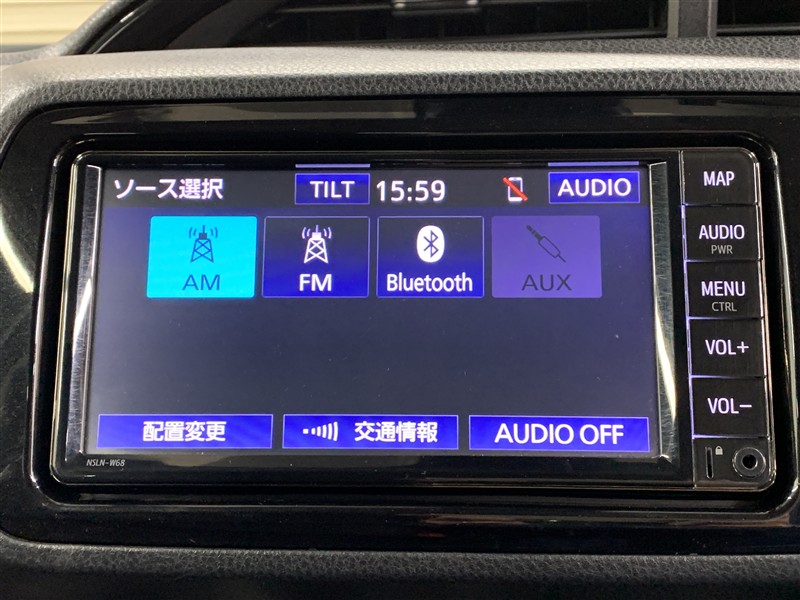 ソース選択 TILT 15:59 AUDIO
AM FM Bluetooth AUX
配置変更 交通情報 AUDIO OFF
NSLN-W68
MAP
AUDIO
PWR
MENU
CTRL
VOL+
VOL-